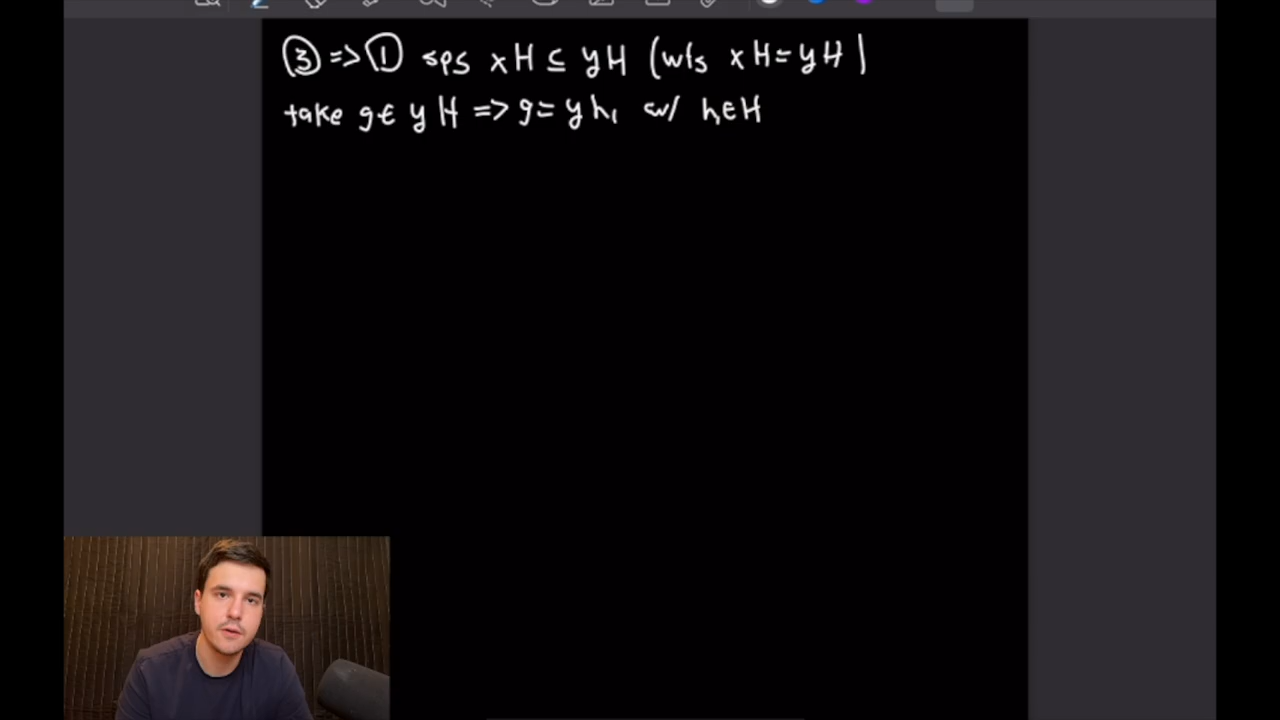 ③ => ① sps xH ⊆ yH (wts xH = yH)
take g ∈ yH => g = yh₁ w/ h₁ ∈ H